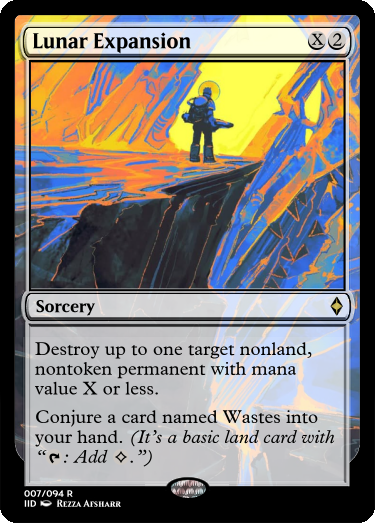 Lunar Expansion X 2
Sorcery
Destroy up to one target nonland,
nontoken permanent with mana
value X or less.
Conjure a card named Wastes into
your hand. (It's a basic land card with
“: Add .”)
007/094 R
IID Rezza Afsharr